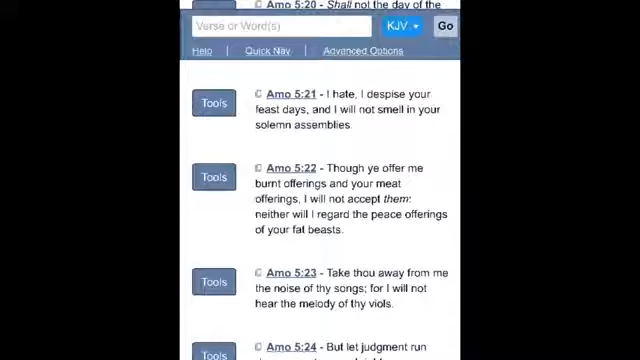 Amo 5:20 - Shall not the day of the
Verse or Word(s)
KJV
Go
Help | Quick Nav | Advanced Options
Tools
Amo 5:21 - I hate, I despise your
feast days, and I will not smell in your
solemn assemblies.
Tools
Amo 5:22 - Though ye offer me
burnt offerings and your meat
offerings, I will not accept them:
neither will I regard the peace offerings
of your fat beasts.
Tools
Amo 5:23 - Take thou away from me
the noise of thy songs; for I will not
hear the melody of thy viols.
Tools
Amo 5:24 - But let judgment run